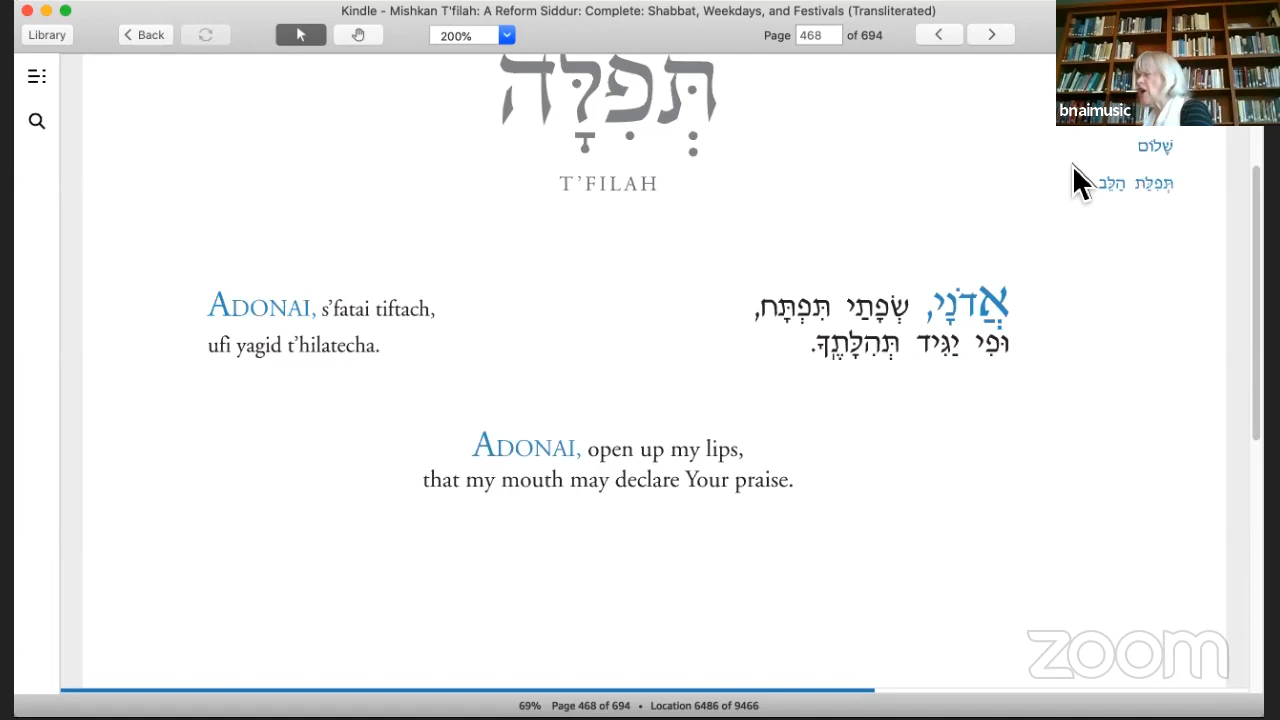 Kindle - Mishkan T'filah: A Reform Siddur: Complete: Shabbat, Weekdays, and Festivals (Transliterated)
Library
Back
200%
Page 468 of 694
bnaimusic
תְּפִלָּה
T’FILAH
שָׁלוֹם
תְּפִלַּת הַלֵּב
ADONAI, s’fatai tiftach,
ufi yagid t’hilatecha.
אֲדֹנָי, שְׂפָתַי תִּפְתָּח,
וּפִי יַגִּיד תְּהִלָּתֶֽךָ.
ADONAI, open up my lips,
that my mouth may declare Your praise.
zoom
69% Page 468 of 694 • Location 6486 of 9466